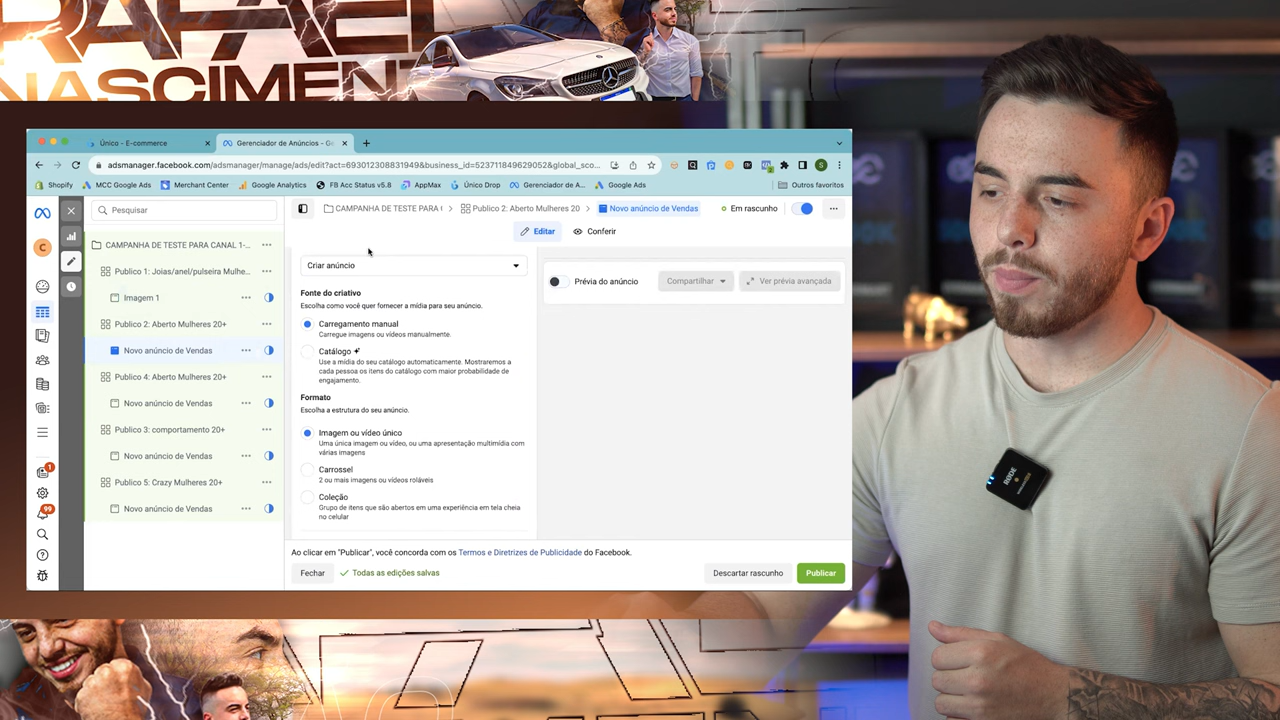 RAFAEL
NASCIMEN
Único - E-commerce
Gerenciador de Anúncios - Ge
adsmanager.facebook.com/adsmanager/manage/ads/edit?act=693012308831949&business_id=523711849629052&global_sco...
S
Shopify
MCC Google Ads
Merchant Center
Google Analytics
FB Acc Status v5.8
AppMax
Único Drop
Gerenciador de A...
Google Ads
Outros favoritos
Pesquisar
CAMPANHA DE TESTE PARA (
Publico 2: Aberto Mulheres 20
Novo anúncio de Vendas
Em rascunho
Editar
Conferir
C
CAMPANHA DE TESTE PARA CANAL 1-...
Publico 1: Joias/anel/pulseira Mulhe...
Imagem 1
Publico 2: Aberto Mulheres 20+
Novo anúncio de Vendas
Publico 4: Aberto Mulheres 20+
Novo anúncio de Vendas
Publico 3: comportamento 20+
Novo anúncio de Vendas
Publico 5: Crazy Mulheres 20+
Novo anúncio de Vendas
1
99
Criar anúncio
Fonte do criativo
Escolha como você quer fornecer a mídia para seu anúncio.
Carregamento manual
Carregue imagens ou vídeos manualmente.
Catálogo
Use a mídia do seu catálogo automaticamente. Mostraremos a
cada pessoa os itens do catálogo com maior probabilidade de
engajamento.
Formato
Escolha a estrutura do seu anúncio.
Imagem ou vídeo único
Uma única imagem ou vídeo, ou uma apresentação multimídia com
várias imagens
Carrossel
2 ou mais imagens ou vídeos roláveis
Coleção
Grupo de itens que são abertos em uma experiência em tela cheia
no celular
Prévia do anúncio
Compartilhar
Ver prévia avançada
Ao clicar em "Publicar", você concorda com os Termos e Diretrizes de Publicidade do Facebook.
Fechar
Todas as edições salvas
Descartar rascunho
Publicar
RØDE